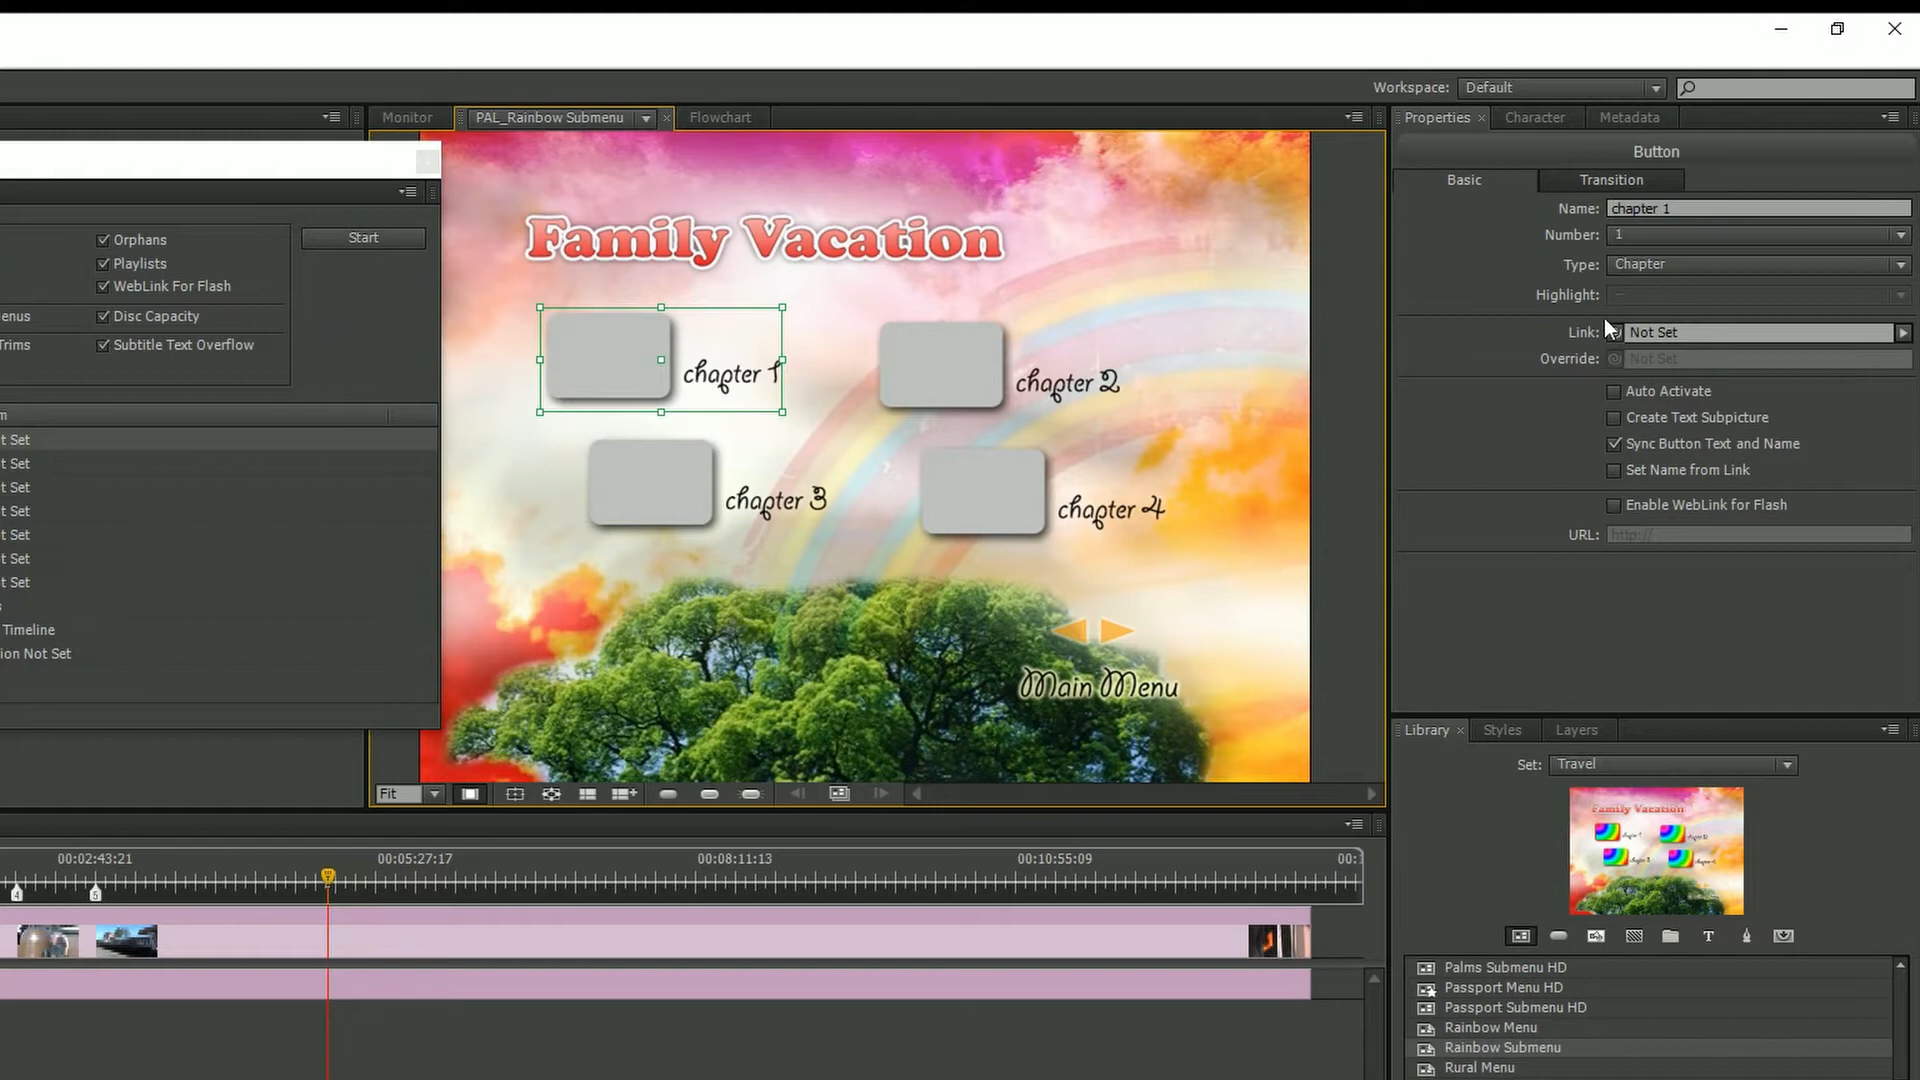 Workspace: Default
Monitor
PAL_Rainbow Submenu
Flowchart
Properties
Character
Metadata
Button
Basic
Transition
Name: chapter 1
Number: 1
Type: Chapter
Highlight:
Link: Not Set
Override: Not Set
Auto Activate
Create Text Subpicture
Sync Button Text and Name
Set Name from Link
Enable WebLink for Flash
URL: http://
Orphans
Start
Playlists
WebLink For Flash
enus
Disc Capacity
Trims
Subtitle Text Overflow
m
t Set
t Set
t Set
t Set
t Set
t Set
t Set
s
Timeline
ion Not Set
Family Vacation
chapter 1
chapter 2
chapter 3
chapter 4
Main Menu
Fit
00:02:43:21
00:05:27:17
00:08:11:13
00:10:55:09
00:1
4
5
Library
Styles
Layers
Set: Travel
Family Vacation
T
Palms Submenu HD
Passport Menu HD
Passport Submenu HD
Rainbow Menu
Rainbow Submenu
Rural Menu